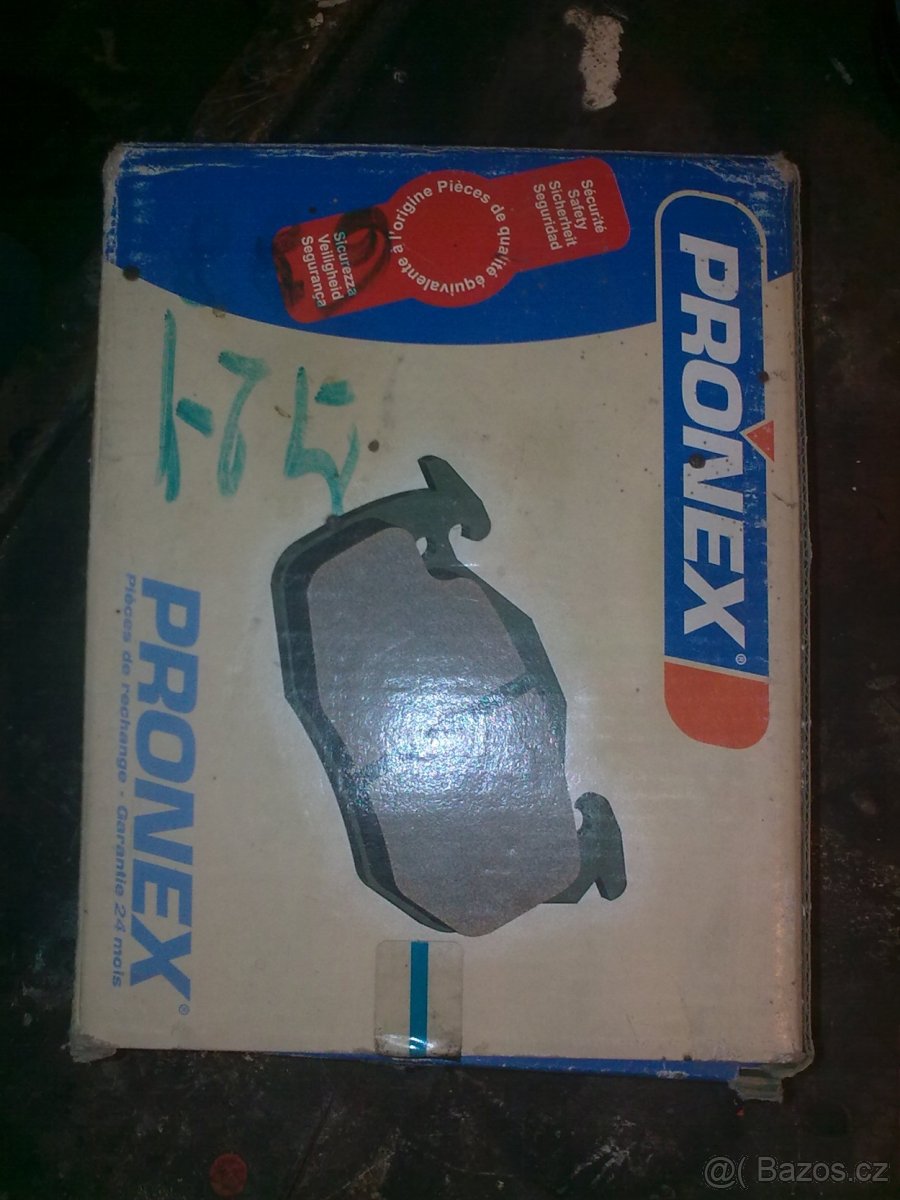 PRONEX®
Sécurité
Safety
Sicherheit
Seguridad
Pièces de qualité équivalente à l'origine
Sicurezza
Veiligheid
Segurança
PRONEX®
Pièces de rechange - Garantie 24 mois
@( Bazos.cz